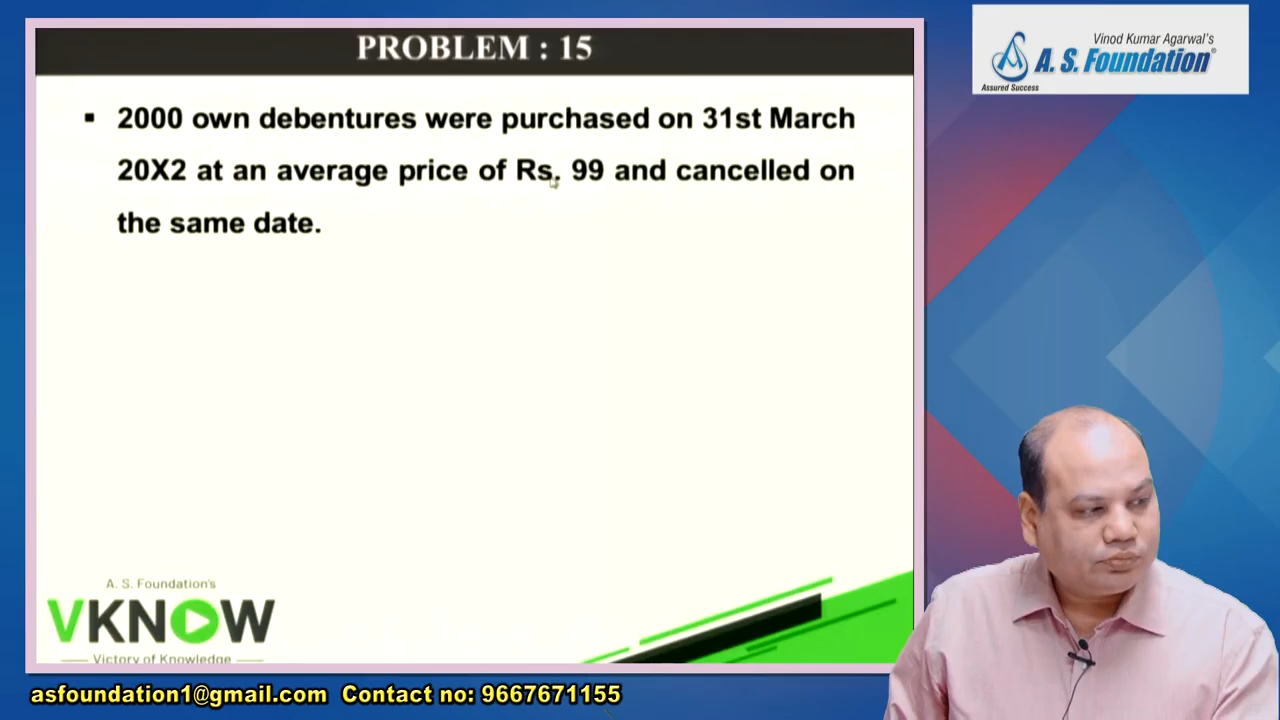 PROBLEM : 15
Vinod Kumar Agarwal's
A. S. Foundation®
Assured Success
▪ 2000 own debentures were purchased on 31st March
20X2 at an average price of Rs. 99 and cancelled on
the same date.
A. S. Foundation's
VKNOW
Victory of Knowledge
asfoundation1@gmail.com Contact no: 9667671155